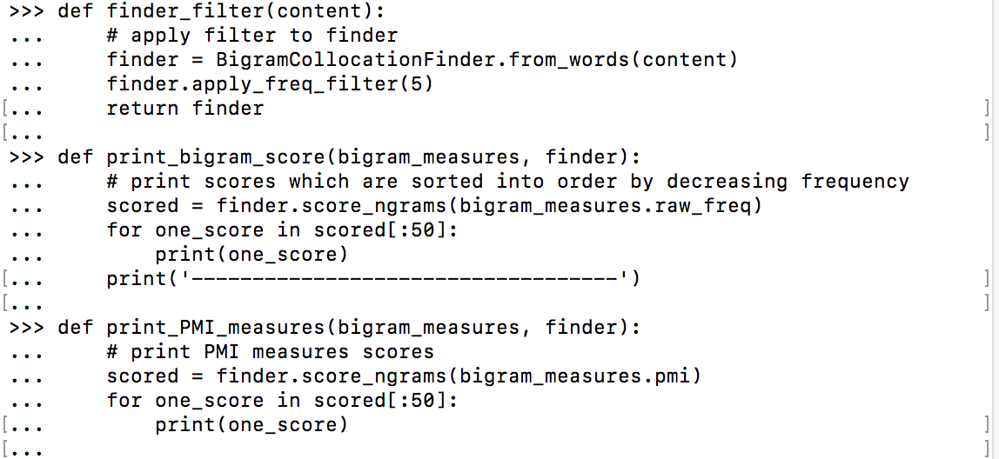 >>> def finder_filter(content):
...     # apply filter to finder
...     finder = BigramCollocationFinder.from_words(content)
...     finder.apply_freq_filter(5)
[...     return finder ]
[... ]
>>> def print_bigram_score(bigram_measures, finder):
...     # print scores which are sorted into order by decreasing frequency
...     scored = finder.score_ngrams(bigram_measures.raw_freq)
...     for one_score in scored[:50]:
...         print(one_score)
[...     print('-----------------------------------') ]
[... ]
>>> def print_PMI_measures(bigram_measures, finder):
...     # print PMI measures scores
...     scored = finder.score_ngrams(bigram_measures.pmi)
...     for one_score in scored[:50]:
[...         print(one_score) ]
[... ]